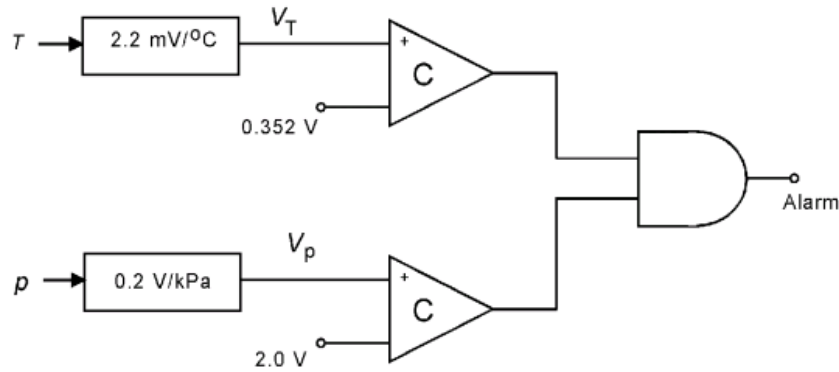 T
2.2 mV/°C
V_T
+
C
0.352 V
Alarm
p
0.2 V/kPa
V_p
+
C
2.0 V